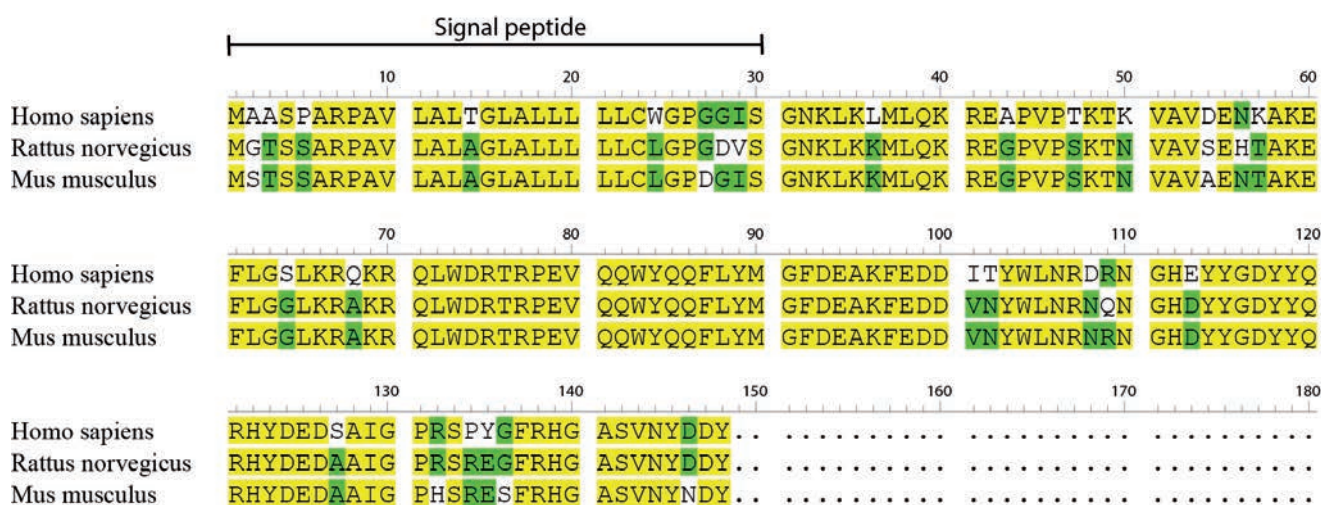 Signal peptide
10 20 30 40 50 60
Homo sapiens MAASPARPAV LALTGLALLL LLCWGPGGIS GNKLKLMLQK REAPVPTKTK VAVDENKAKE
Rattus norvegicus MGTSSARPAV LALAGLALLL LLCLGPGDVS GNKLKKMLQK REGPVPSKTN VAVSEHTAKE
Mus musculus MSTSSARPAV LALAGLALLL LLCLGPDGIS GNKLKKMLQK REGPVPSKTN VAVAENTAKE
70 80 90 100 110 120
Homo sapiens FLGSLKRQKR QLWDRTRPEV QQWYQQFLYM GFDEAKFEDD ITYWLNRDRN GHEYYGDYYQ
Rattus norvegicus FLGGLKRAKR QLWDRTRPEV QQWYQQFLYM GFDEAKFEDD VNYWLNRNQN GHDYYGDYYQ
Mus musculus FLGGLKRAKR QLWDRTRPEV QQWYQQFLYM GFDEAKFEDD VNYWLNRNRN GHDYYGDYYQ
130 140 150 160 170 180
Homo sapiens RHYDEDSAIG PRSPYGFRHG ASVNYDDY.. .......... .......... ..........
Rattus norvegicus RHYDEDAAIG PRSREGFRHG ASVNYDDY.. .......... .......... ..........
Mus musculus RHYDEDAAIG PHSRESFRHG ASVNYNDY.. .......... .......... ..........